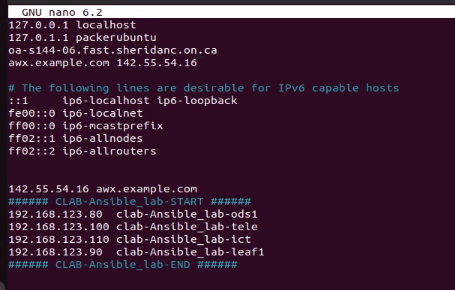 GNU nano 6.2
127.0.0.1 localhost
127.0.1.1 packerubuntu
oa-s144-06.fast.sheridanc.on.ca
awx.example.com 142.55.54.16
# The following lines are desirable for IPv6 capable hosts
::1     ip6-localhost ip6-loopback
fe00::0 ip6-localnet
ff00::0 ip6-mcastprefix
ff02::1 ip6-allnodes
ff02::2 ip6-allrouters
142.55.54.16 awx.example.com
###### CLAB-Ansible_lab-START ######
192.168.123.80  clab-Ansible_lab-ods1
192.168.123.100 clab-Ansible_lab-tele
192.168.123.110 clab-Ansible_lab-ict
192.168.123.90  clab-Ansible_lab-leaf1
###### CLAB-Ansible_lab-END ######